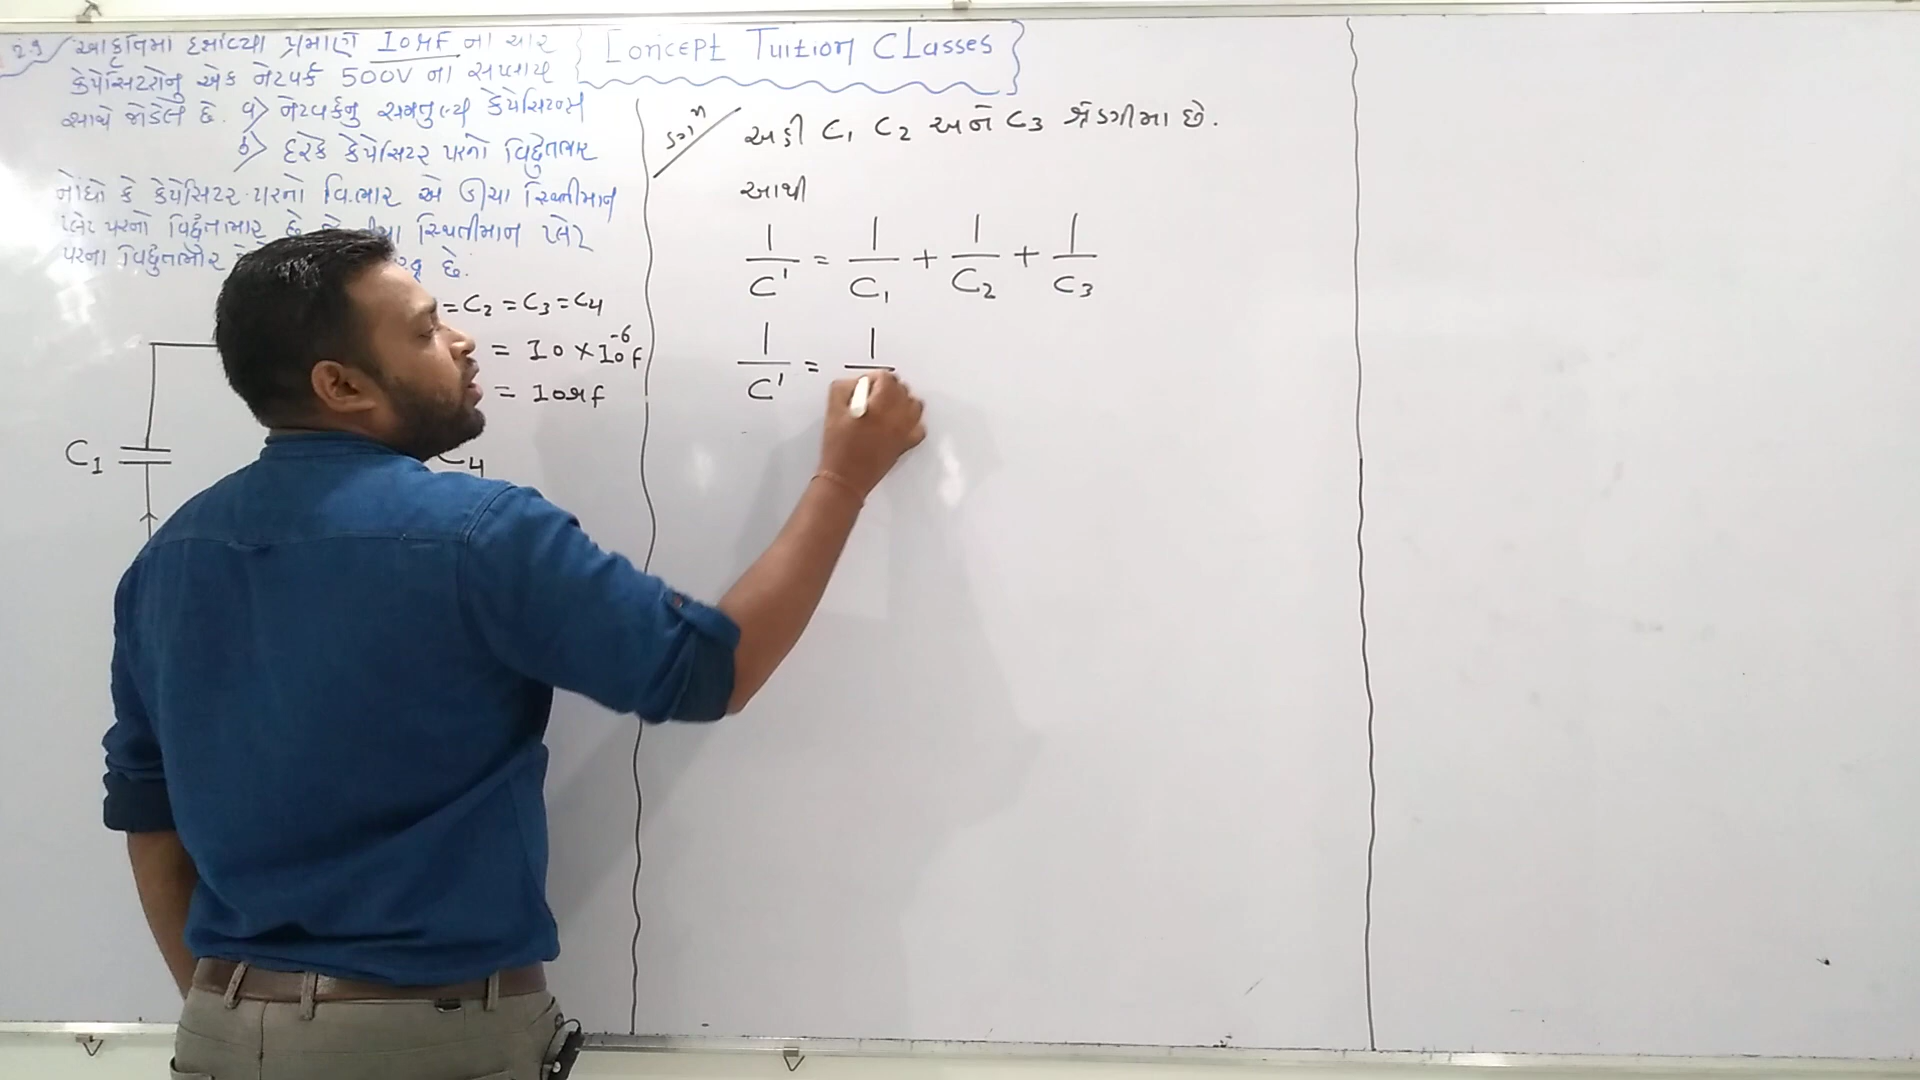 2.9 આકૃતિમાં દર્શાવ્યા પ્રમાણે 10μF ના ચાર
કેપેસિટરોનું એક નેટવર્ક 500V ના સપ્લાય
સાથે જોડેલ છે. a) નેટવર્કનું સમતુલ્ય કેપેસિટન્સ
b) દરેક કેપેસિટર પરનો વિદ્યુતભાર
નોંધો કે કેપેસિટર પરનો વિ.ભાર એ ઊંચા સ્થિતીમાન
પ્લેટ પરનો વિદ્યુતભાર છે સ્થિતીમાન પ્લેટ
પરના વિદ્યુતભાર છે.
= C2 = C3 = C4
= 10 × 10^-6 f
= 10μf
C1
C4
Concept Tuition Classes
અહી C1 C2 અને C3 શ્રેણીમાં છે.
આથી
1/C' = 1/C1 + 1/C2 + 1/C3
1/C' = 1